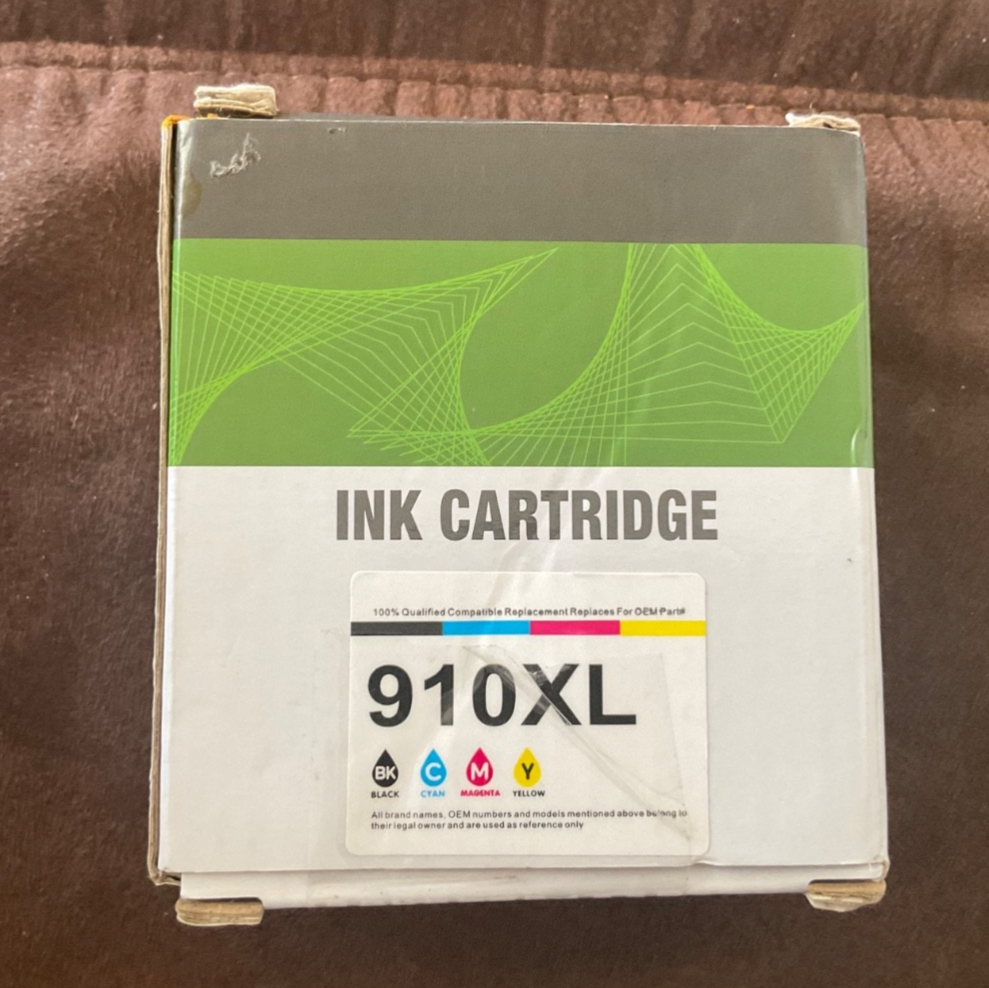 INK CARTRIDGE
100% Qualified Compatible Replacement Replaces For OEM Part#
910XL
BK C M Y
BLACK CYAN MAGENTA YELLOW
All brand names, OEM numbers and models mentioned above belong to
their legal owner and are used as reference only